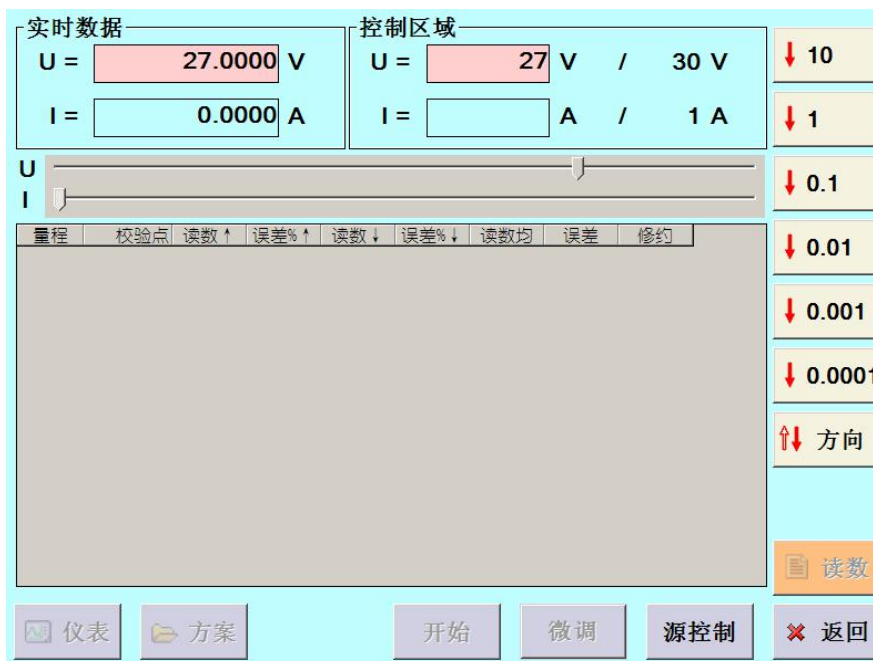 实时数据
U = 27.0000 V
I = 0.0000 A
控制区域
U = 27 V / 30 V
I = A / 1 A
U
I
量程 校验点 读数↑ 误差%↑ 读数↓ 误差%↓ 读数均 误差 修约
↓ 10
↓ 1
↓ 0.1
↓ 0.01
↓ 0.001
↓ 0.0001
⇑↓ 方向
读数
仪表 方案 开始 微调 源控制 返回